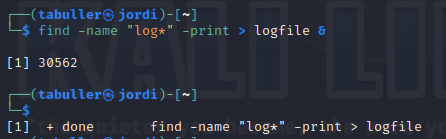 ┌──(tabuller㉿jordi)-[~]
└─$ find -name "log*" -print > logfile &
[1] 30562
┌──(tabuller㉿jordi)-[~]
└─$
[1]  + done       find -name "log*" -print > logfile